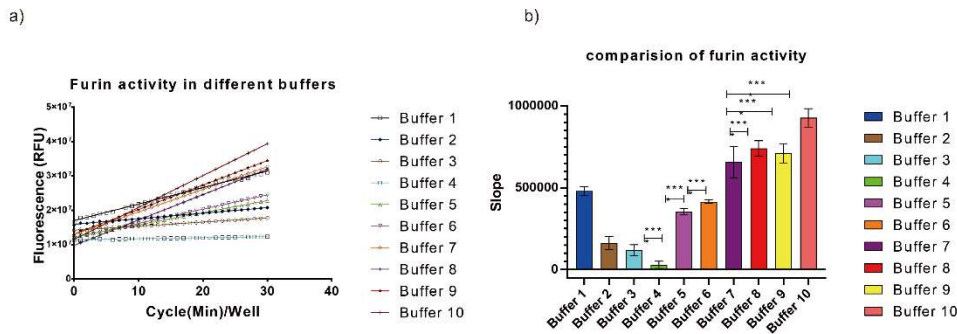 a)
Furin activity in different buffers
5×10⁷
4×10⁷
3×10⁷
2×10⁷
1×10⁷
0
Fluorescence (RFU)
0 10 20 30 40
Cycle(Min)/Well
Buffer 1
Buffer 2
Buffer 3
Buffer 4
Buffer 5
Buffer 6
Buffer 7
Buffer 8
Buffer 9
Buffer 10
b)
comparision of furin activity
1000000
500000
0
Slope
***
*
***
*
***
*
***
*
***
*
***
*
Buffer 1
Buffer 2
Buffer 3
Buffer 4
Buffer 5
Buffer 6
Buffer 7
Buffer 8
Buffer 9
Buffer 10
Buffer 1
Buffer 2
Buffer 3
Buffer 4
Buffer 5
Buffer 6
Buffer 7
Buffer 8
Buffer 9
Buffer 10